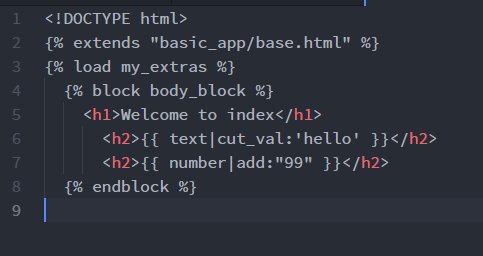 1 <!DOCTYPE html>
2 {% extends "basic_app/base.html" %}
3 {% load my_extras %}
4 {% block body_block %}
5 <h1>Welcome to index</h1>
6 <h2>{{ text|cut_val:'hello' }}</h2>
7 <h2>{{ number|add:"99" }}</h2>
8 {% endblock %}
9